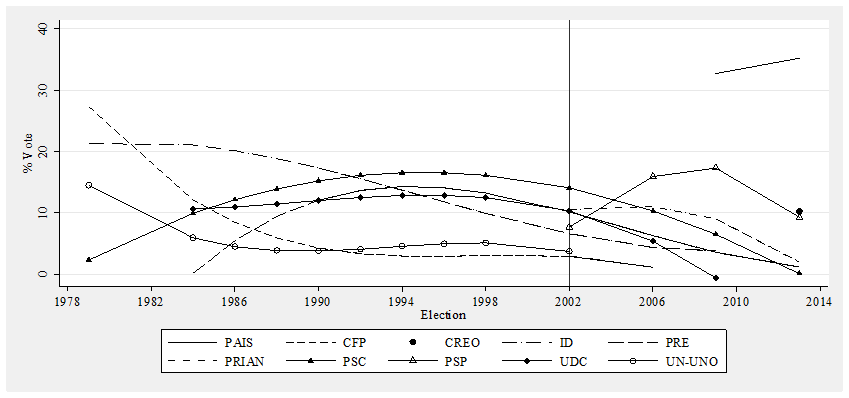 40
30
20
10
0
% Vote
1978 1982 1986 1990 1994 1998 2002 2006 2010 2014
Election
PAIS CFP CREO ID PRE
PRIAN PSC PSP UDC UN-UNO